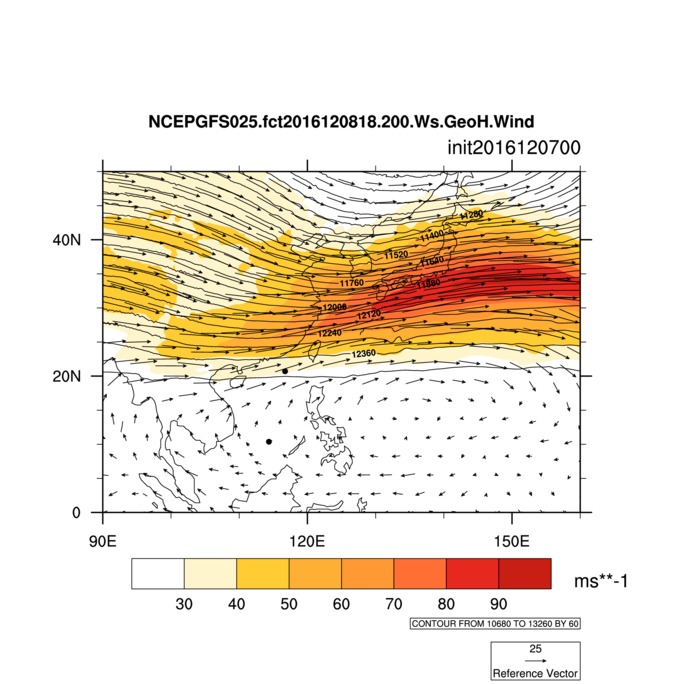 NCEPGFS025.fct2016120818.200.Ws.GeoH.Wind
init2016120700
11280
11400
11520
11640
11760
11880
12000
12120
12240
12360
40N
20N
0
90E 120E 150E
30 40 50 60 70 80 90
ms**-1
CONTOUR FROM 10680 TO 13260 BY 60
25
Reference Vector